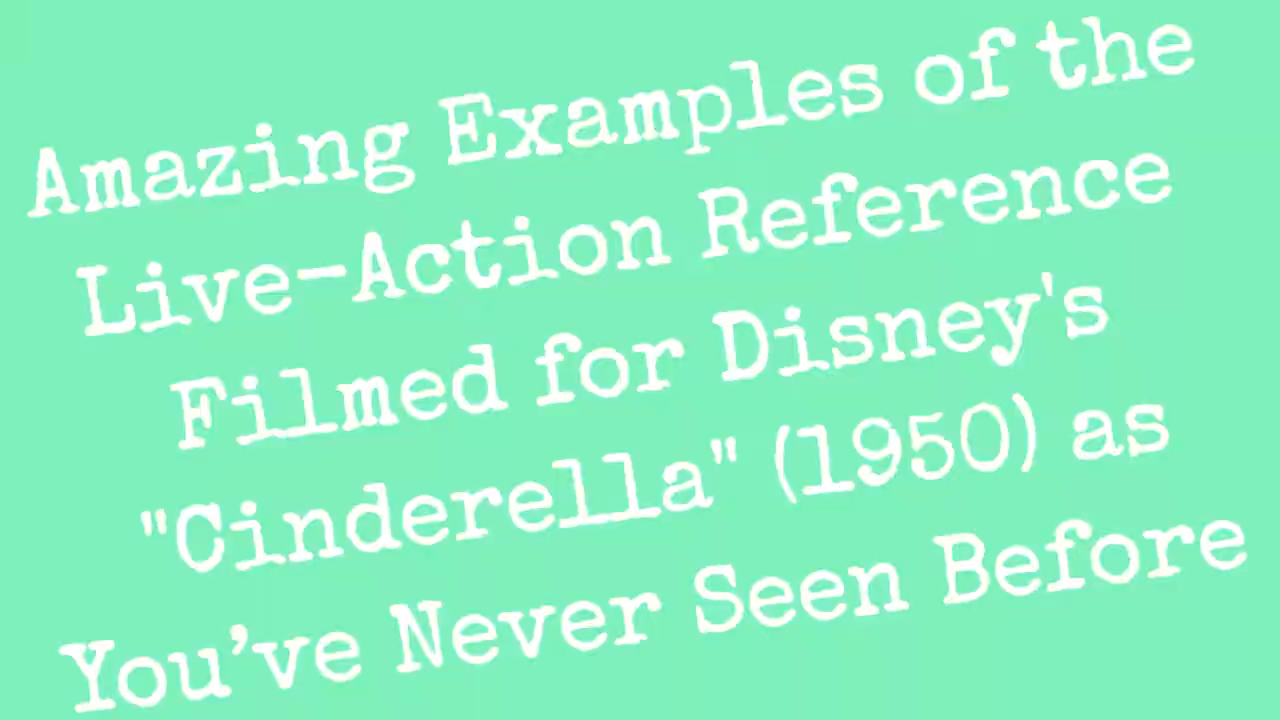 Amazing Examples of the
Live-Action Reference
Filmed for Disney's
"Cinderella" (1950) as
You’ve Never Seen Before